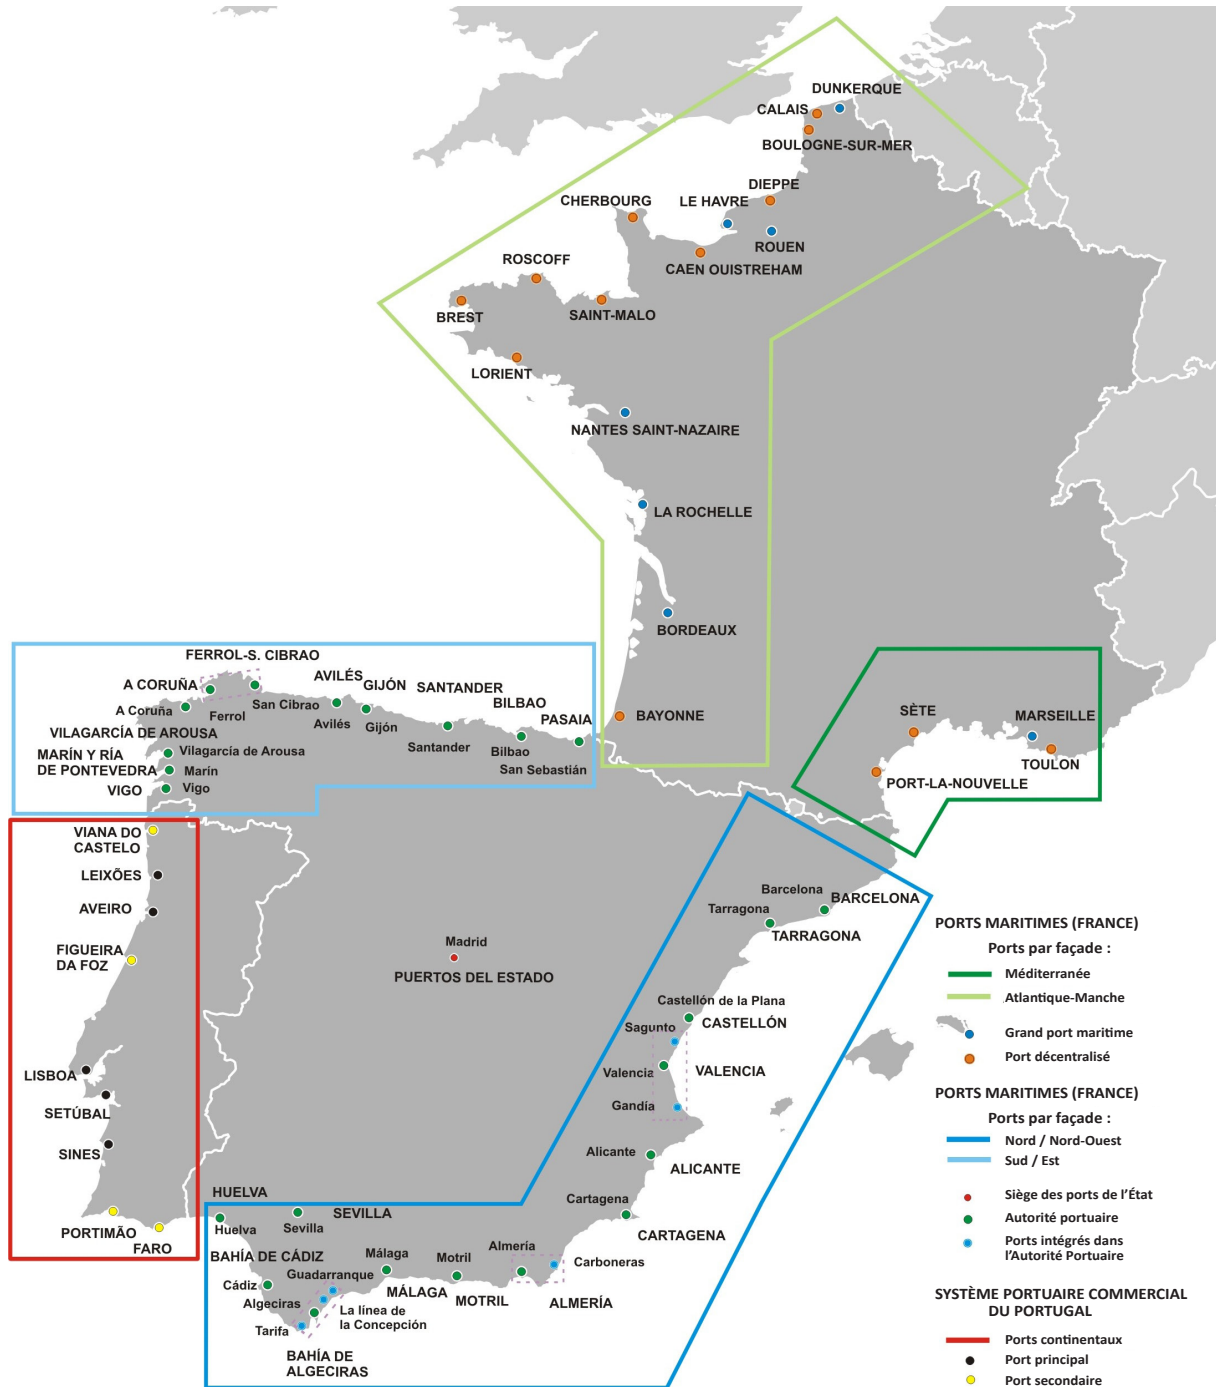 DUNKERQUE
CALAIS
BOULOGNE-SUR-MER
DIEPPE
CHERBOURG
LE HAVRE
ROUEN
CAEN OUISTREHAM
ROSCOFF
BREST
SAINT-MALO
LORIENT
NANTES SAINT-NAZAIRE
LA ROCHELLE
BORDEAUX
BAYONNE
SÈTE
MARSEILLE
TOULON
PORT-LA-NOUVELLE
FERROL-S. CIBRAO
A CORUÑA
AVILÉS
GIJÓN
SANTANDER
BILBAO
PASAIA
A Coruña
Ferrol
San Cibrao
Avilés
Gijón
Santander
Bilbao
San Sebastián
VILAGARCÍA DE AROUSA
Vilagarcía de Arousa
MARÍN Y RÍA
DE PONTEVEDRA
Marín
VIGO
Vigo
VIANA DO
CASTELO
LEIXÕES
AVEIRO
FIGUEIRA
DA FOZ
LISBOA
SETÚBAL
SINES
PORTIMÃO
FARO
Madrid
PUERTOS DEL ESTADO
Barcelona
BARCELONA
Tarragona
TARRAGONA
Castellón de la Plana
CASTELLÓN
Sagunto
Valencia
VALENCIA
Gandía
Alicante
ALICANTE
Cartagena
CARTAGENA
HUELVA
Huelva
SEVILLA
Sevilla
BAHÍA DE CÁDIZ
Cádiz
Guadarranque
Algeciras
Tarifa
La línea de
la Concepción
BAHÍA DE
ALGECIRAS
Málaga
MÁLAGA
Motril
MOTRIL
Almería
ALMERÍA
Carboneras
PORTS MARITIMES (FRANCE)
Ports par façade :
Méditerranée
Atlantique-Manche
Grand port maritime
Port décentralisé
PORTS MARITIMES (FRANCE)
Ports par façade :
Nord / Nord-Ouest
Sud / Est
Siège des ports de l’État
Autorité portuaire
Ports intégrés dans
l’Autorité Portuaire
SYSTÈME PORTUAIRE COMMERCIAL
DU PORTUGAL
Ports continentaux
Port principal
Port secondaire